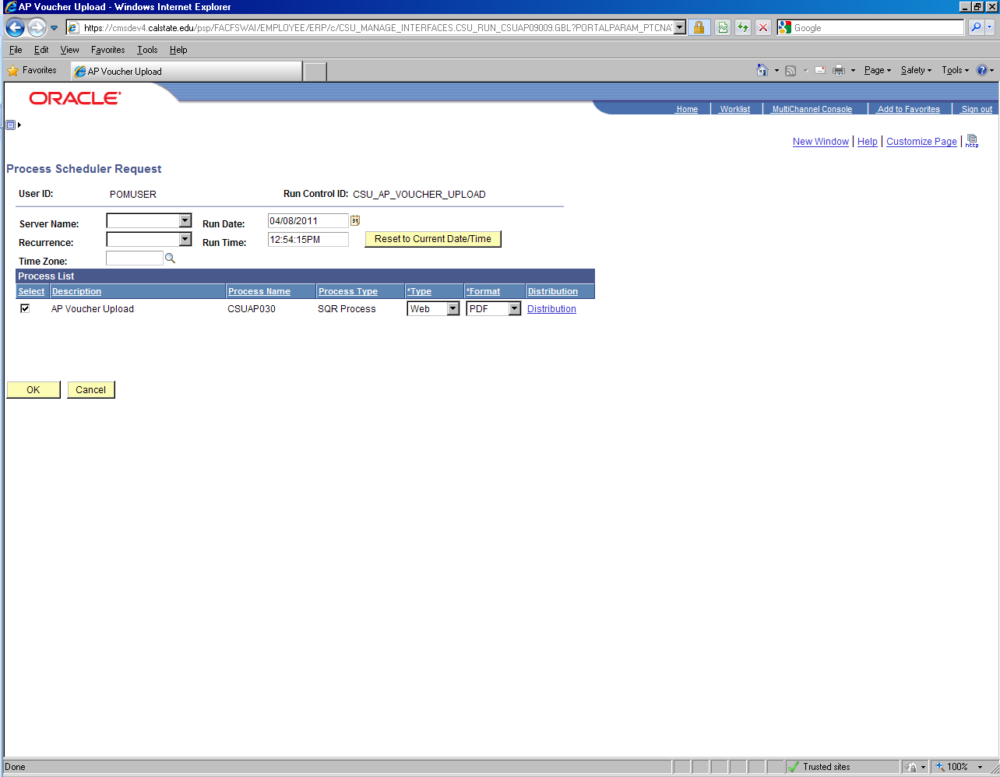 AP Voucher Upload - Windows Internet Explorer
https://cmsdev4.calstate.edu/psp/FACFSWAI/EMPLOYEE/ERP/c/CSU_MANAGE_INTERFACES.CSU_RUN_CSUAP09009.GBL?PORTALPARAM_PTCNA
Google
File Edit View Favorites Tools Help
Favorites AP Voucher Upload Page Safety Tools
ORACLE
Home Worklist MultiChannel Console Add to Favorites Sign out
New Window | Help | Customize Page | http
Process Scheduler Request
User ID: POMUSER Run Control ID: CSU_AP_VOUCHER_UPLOAD
Server Name: Run Date: 04/08/2011 31
Recurrence: Run Time: 12:54:15PM Reset to Current Date/Time
Time Zone:
Process List
Select Description Process Name Process Type *Type *Format Distribution
AP Voucher Upload CSUAP030 SQR Process Web PDF Distribution
OK Cancel
Done Trusted sites 100%